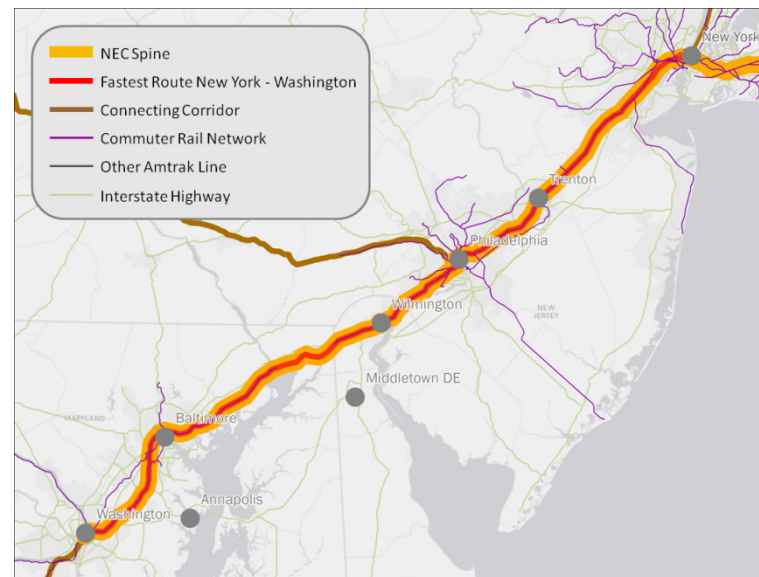 NEC Spine
Fastest Route New York - Washington
Connecting Corridor
Commuter Rail Network
Other Amtrak Line
Interstate Highway
New York
Trenton
Philadelphia
Wilmington
NEW
JERSEY
Middletown DE
MARYLAND
Baltimore
Annapolis
Washington